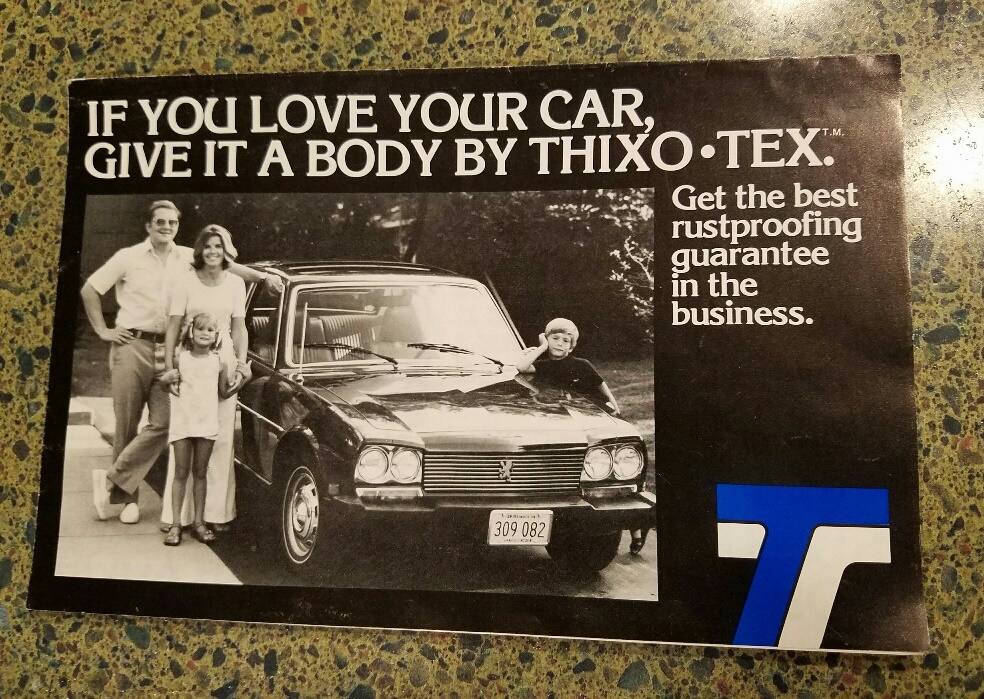 IF YOU LOVE YOUR CAR,
GIVE IT A BODY BY THIXO•TEX.T.M.
Get the best
rustproofing
guarantee
in the
business.
309 082